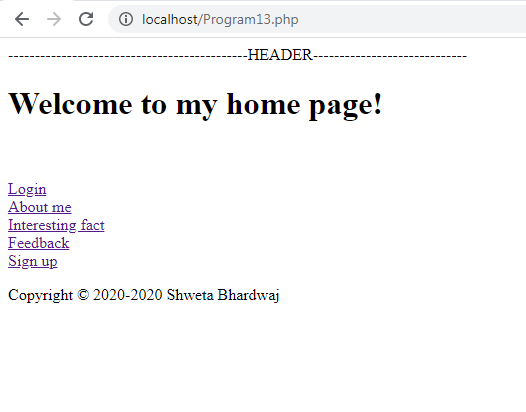 localhost/Program13.php
---------------------------------------------HEADER-----------------------------
Welcome to my home page!
Login
About me
Interesting fact
Feedback
Sign up
Copyright © 2020-2020 Shweta Bhardwaj